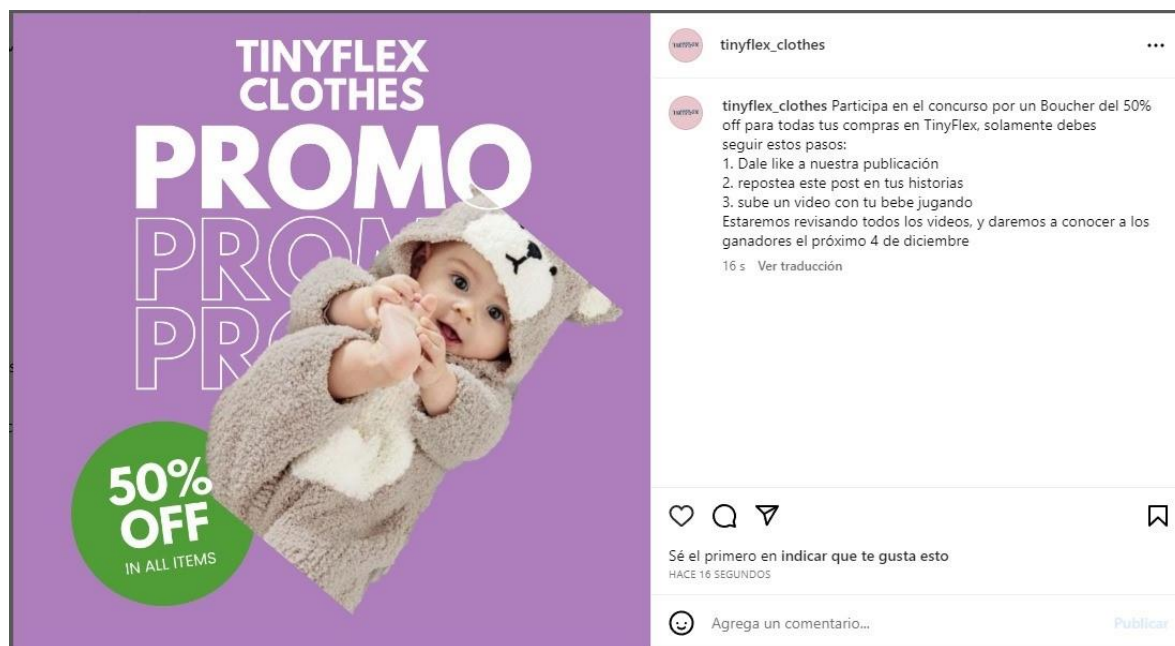 TINYFLEX
CLOTHES
PROMO
PROM
PRO
50%
OFF
IN ALL ITEMS
tinyflex_clothes
tinyflex_clothes Participa en el concurso por un Boucher del 50%
off para todas tus compras en TinyFlex, solamente debes
seguir estos pasos:
1. Dale like a nuestra publicación
2. repostea este post en tus historias
3. sube un video con tu bebe jugando
Estaremos revisando todos los videos, y daremos a conocer a los
ganadores el próximo 4 de diciembre
16 s Ver traducción
Sé el primero en indicar que te gusta esto
HACE 16 SEGUNDOS
Agrega un comentario...
Publicar